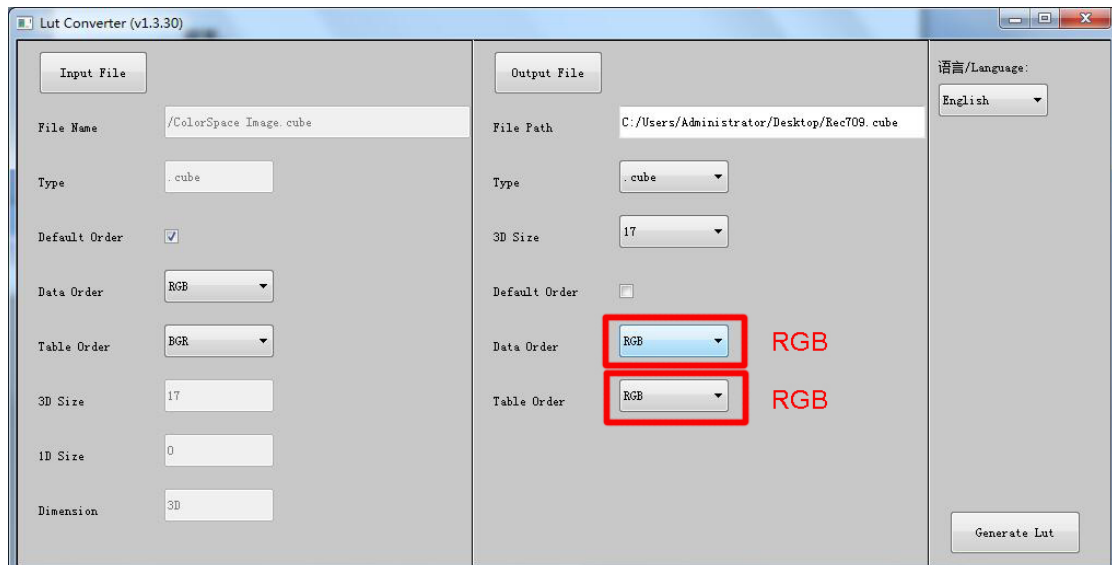 Lut Converter (v1.3.30)
Input File
File Name /ColorSpace Image.cube
Type .cube
Default Order
Data Order RGB
Table Order BGR
3D Size 17
1D Size 0
Dimension 3D
Output File
File Path C:/Users/Administrator/Desktop/Rec709.cube
Type .cube
3D Size 17
Default Order
Data Order RGB RGB
Table Order RGB RGB
语言/Language:
English
Generate Lut